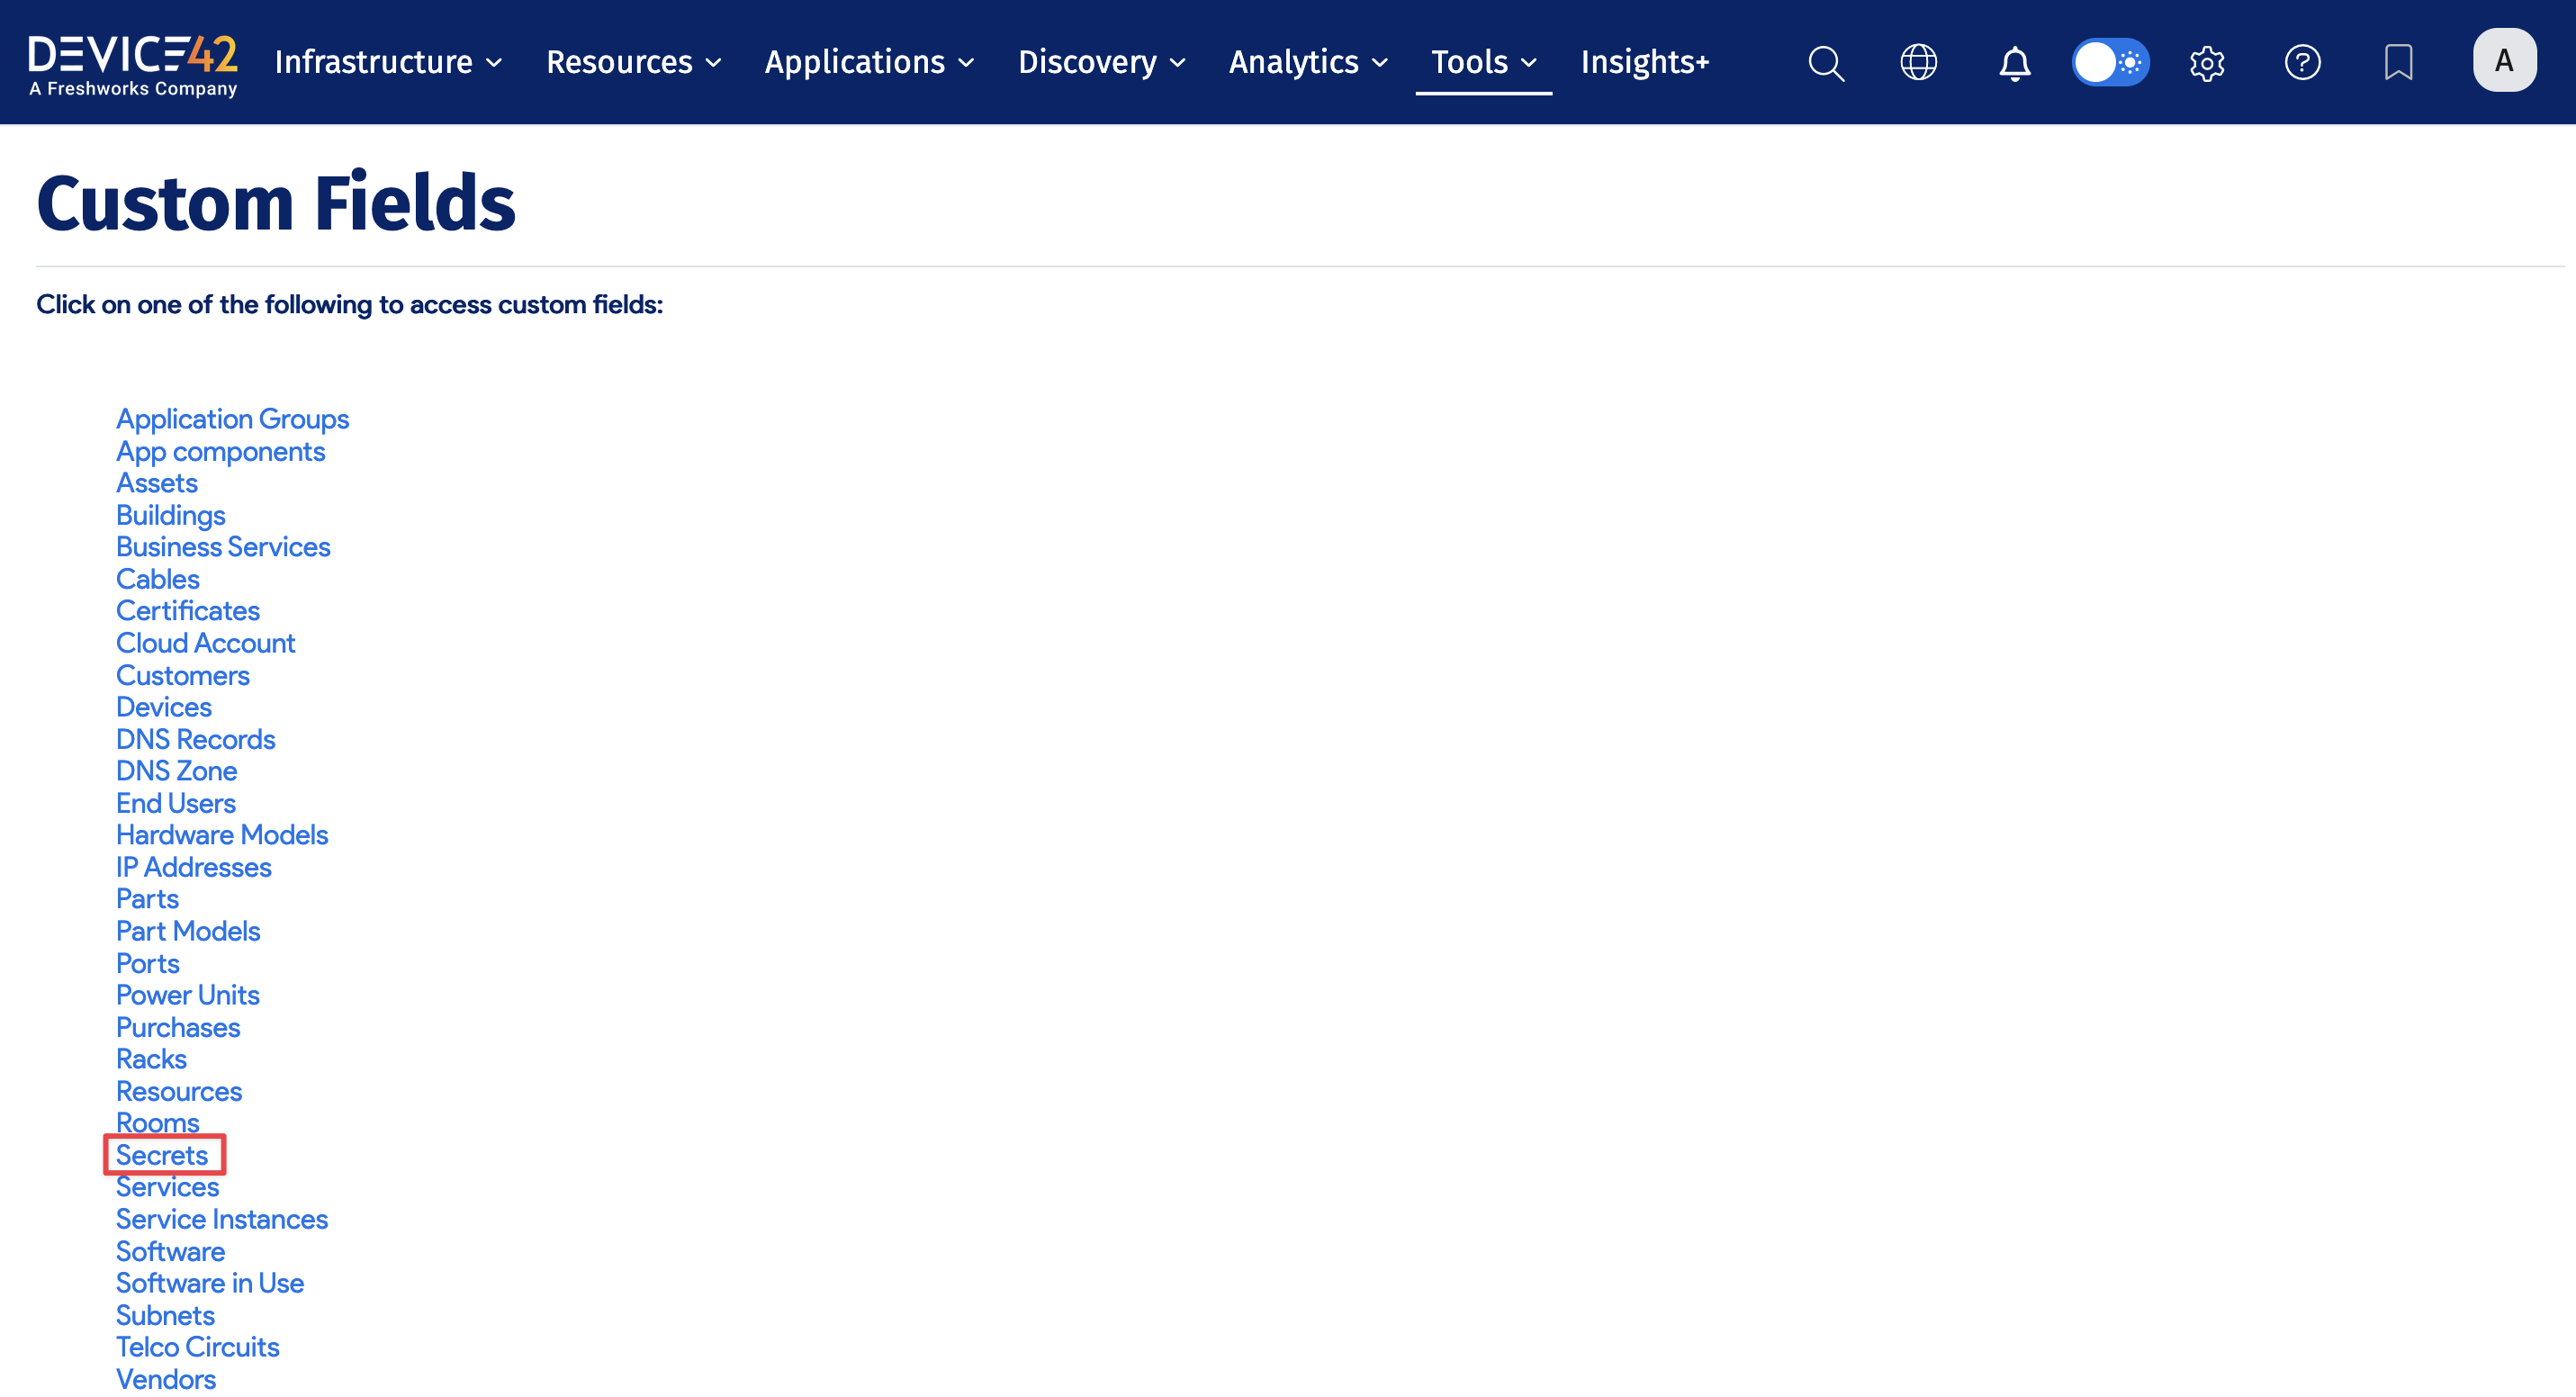 DEVICE42
A Freshworks Company
Infrastructure Resources Applications Discovery Analytics Tools Insights+
A
Custom Fields
Click on one of the following to access custom fields:
Application Groups
App components
Assets
Buildings
Business Services
Cables
Certificates
Cloud Account
Customers
Devices
DNS Records
DNS Zone
End Users
Hardware Models
IP Addresses
Parts
Part Models
Ports
Power Units
Purchases
Racks
Resources
Rooms
Secrets
Services
Service Instances
Software
Software in Use
Subnets
Telco Circuits
Vendors